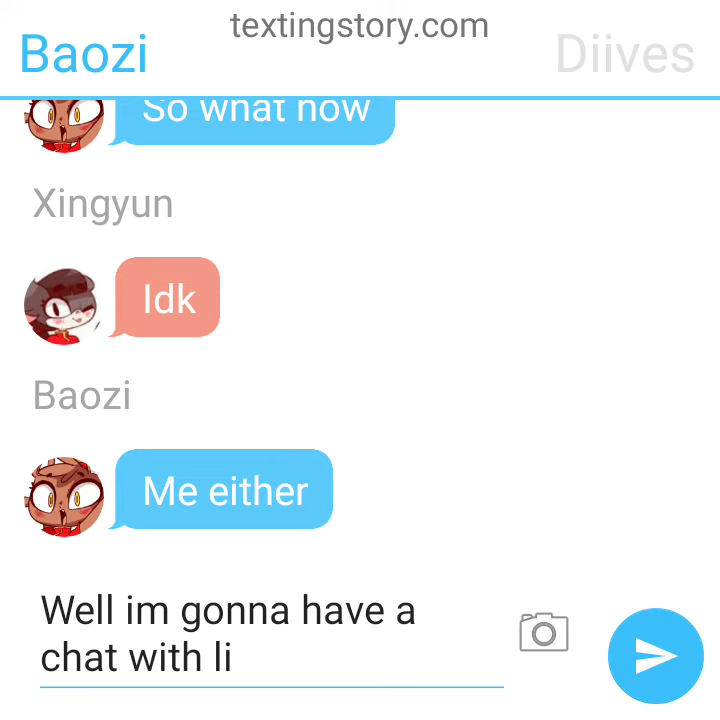 textingstory.com
Baozi
Diives
So what now
Xingyun
Idk
Baozi
Me either
Well im gonna have a
chat with li